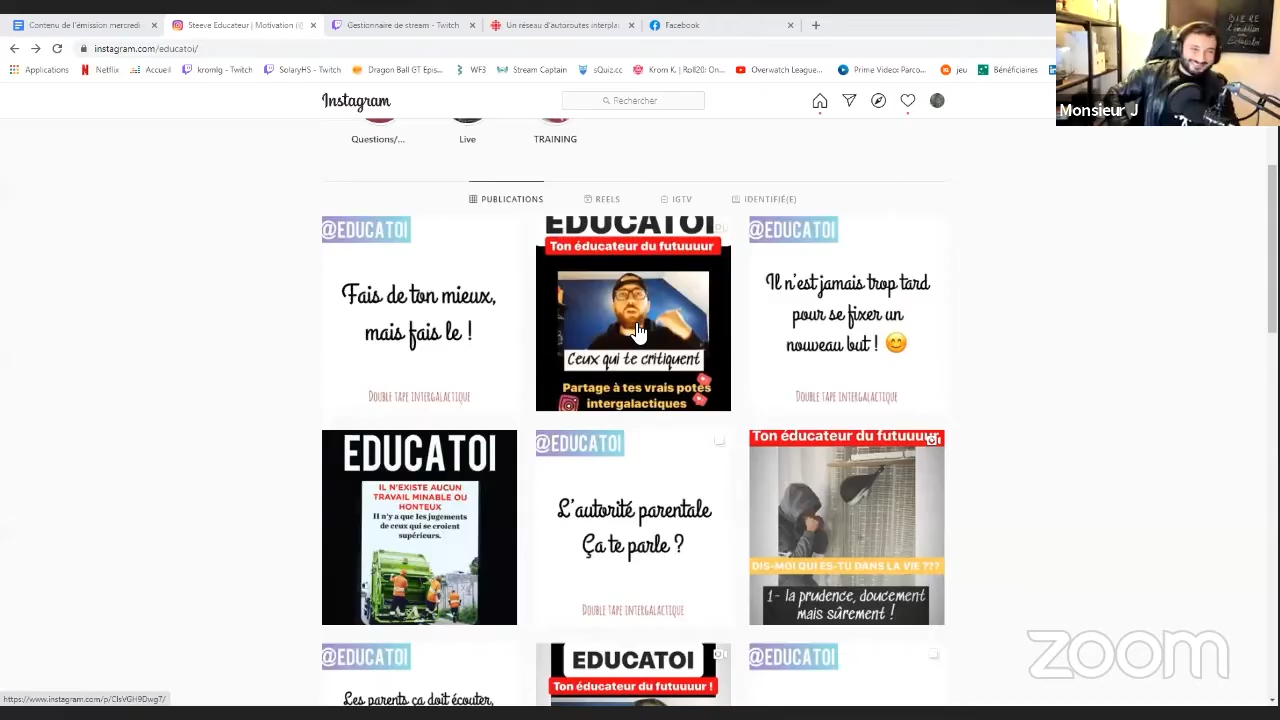 Contenu de l'émission mercredi
Steeve Educateur | Motivation
Gestionnaire de stream - Twitch
Un réseau d'autoroutes interpla
Facebook
instagram.com/educatoi/
Applications
Netflix
Accueil
kromlg - Twitch
SolaryHS - Twitch
Dragon Ball GT Epis...
WF3
Stream Captain
sQuiz.cc
Krom K. | Roll20: On...
Overwatch League...
Prime Video: Parco...
jeu
Bénéficiaires
BIERE
Monsieur J
Instagram
Rechercher
Questions/...
Live
TRAINING
PUBLICATIONS
REELS
IGTV
IDENTIFIÉ(E)
@EDUCATOI
Fais de ton mieux,
mais fais le !
DOUBLE TAPE INTERGALACTIQUE
EDUCATOI
Ton éducateur du futuuuur
Ceux qui te critiquent
Partage à tes vrais potes
intergalactiques
@EDUCATOI
Il n'est jamais trop tard
pour se fixer un
nouveau but ! 😊
DOUBLE TAPE INTERGALACTIQUE
EDUCATOI
IL N'EXISTE AUCUN
TRAVAIL MINABLE OU
HONTEUX
Il n'y a que les jugements
de ceux qui se croient
supérieurs.
@EDUCATOI
L'autorité parentale
Ça te parle ?
DOUBLE TAPE INTERGALACTIQUE
Ton éducateur du futuuuur
DIS-MOI QUI ES-TU DANS LA VIE ???
1- la prudence, doucement
mais sûrement !
@EDUCATOI
Les parents ça doit écouter,
EDUCATOI
Ton éducateur du futuuuur !
@EDUCATOI
zoom